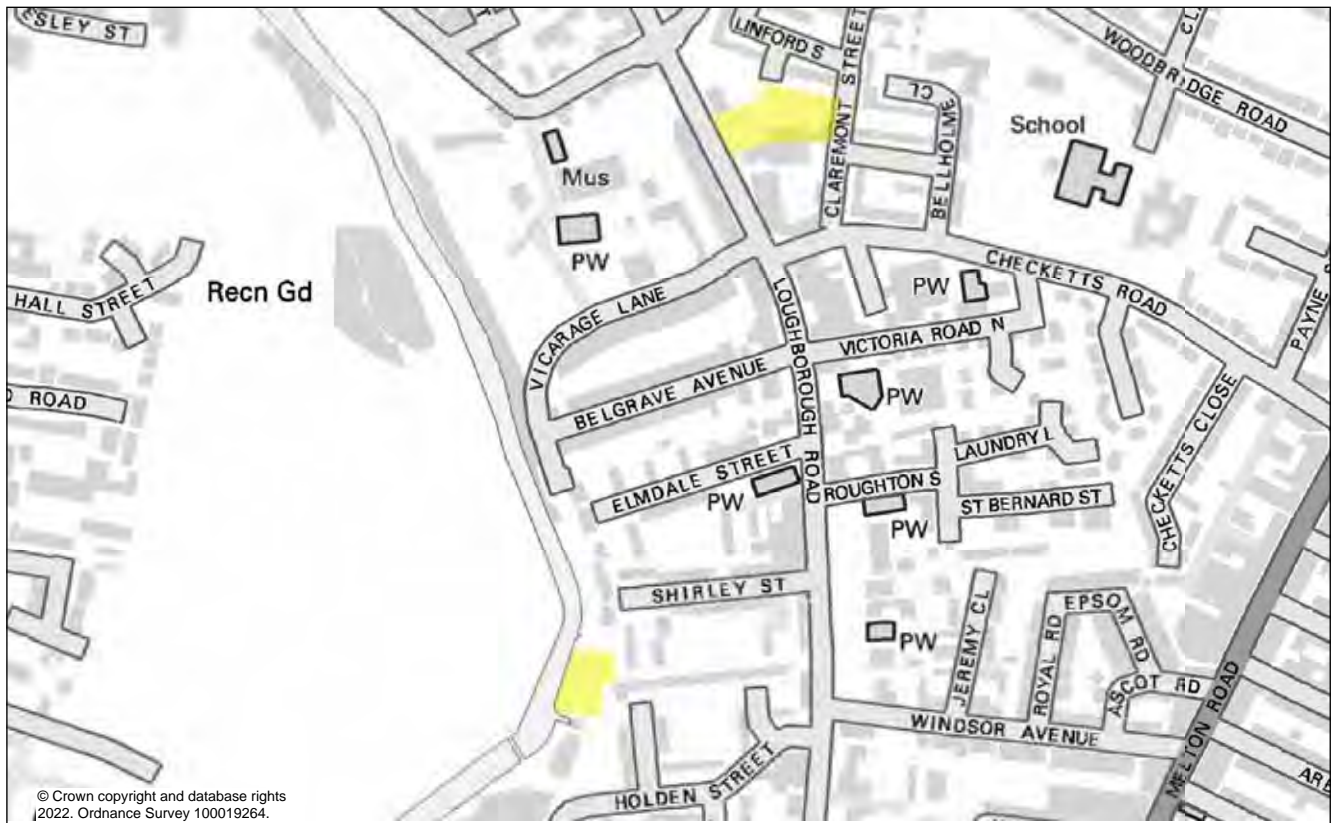 ESLEY ST
LINFORD S
CLAREMONT STREET
CL
BELLHOLME
WOODBRIDGE ROAD
School
Mus
PW
HALL STREET
Recn Gd
VICARAGE LANE
LOUGHBOROUGH ROAD
PW
CHECKETTS ROAD
PAYNE
VICTORIA ROAD N
BELGRAVE AVENUE
PW
ROAD
CHECKETTS CLOSE
LAUNDRY L
ELMDALE STREET
PW
ROUGHTON S
PW
ST BERNARD ST
SHIRLEY ST
JEREMY CL
ROYAL RD
EPSOM RD
PW
ASCOT RD
WINDSOR AVENUE
MELTON ROAD
HOLDEN STREET
© Crown copyright and database rights
2022. Ordnance Survey 100019264.